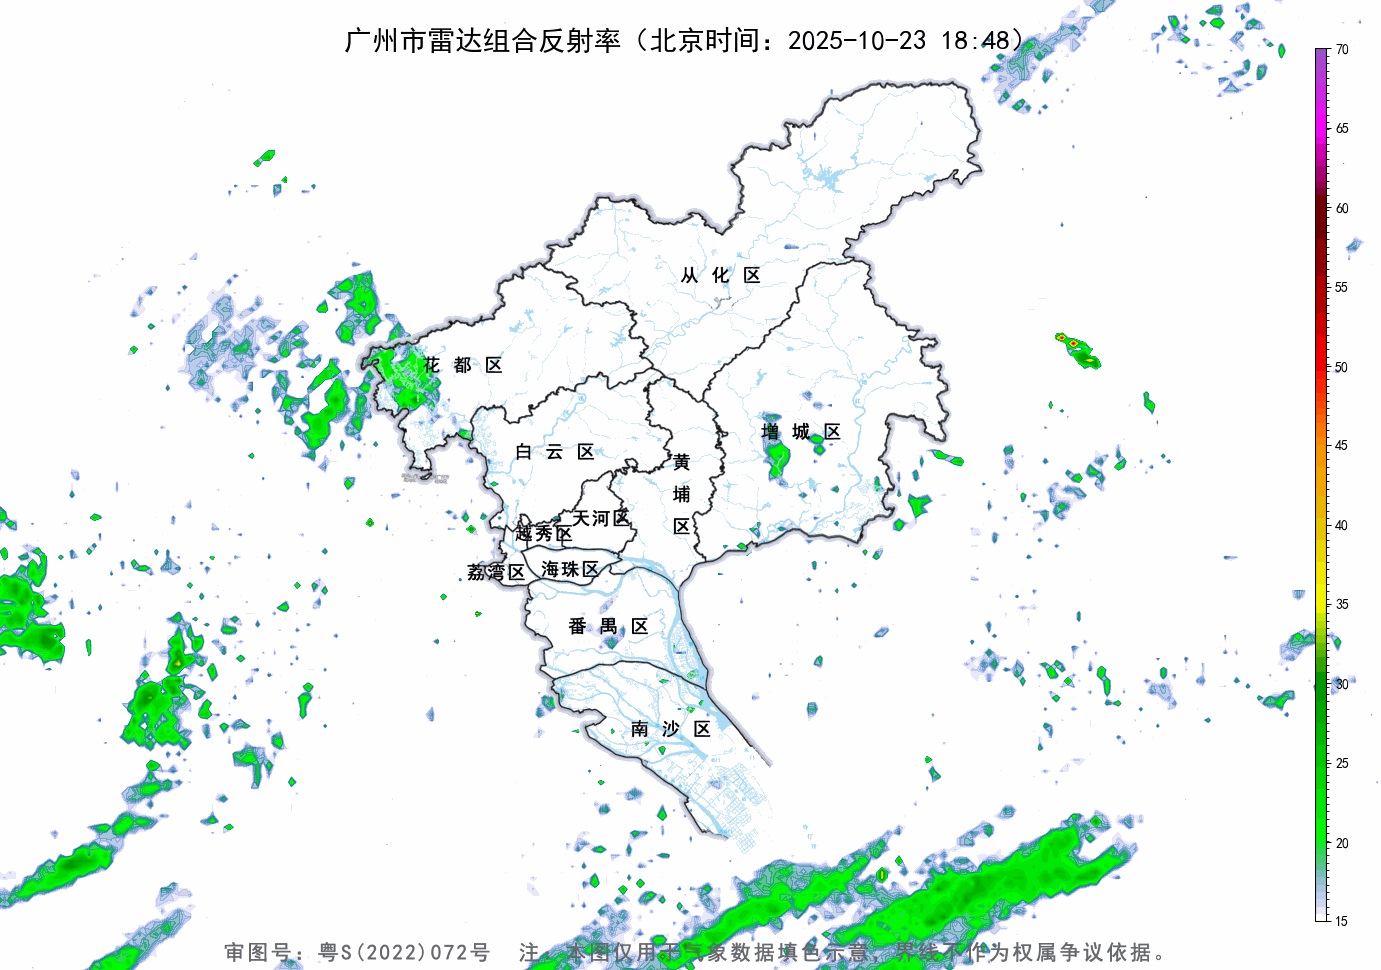 广州市雷达组合反射率（北京时间：2025-10-23 18:48）
70
65
60
55
50
45
40
35
30
25
20
15
从化区
花都区
增城区
白云区
黄埔区
天河区
越秀区
海珠区
荔湾区
番禺区
南沙区
审图号：粤S(2022)072号 注：本图仅用于气象数据填色示意，界线不作为权属争议依据。